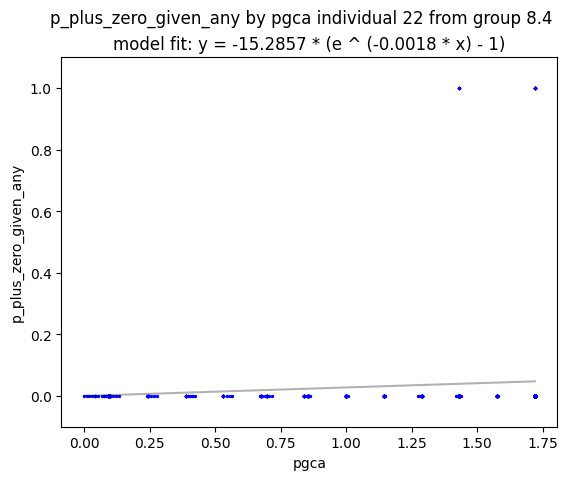 p_plus_zero_given_any by pgca individual 22 from group 8.4
model fit: y = -15.2857 * (e ^ (-0.0018 * x) - 1)
p_plus_zero_given_any
1.0
0.8
0.6
0.4
0.2
0.0
0.00 0.25 0.50 0.75 1.00 1.25 1.50 1.75
pgca